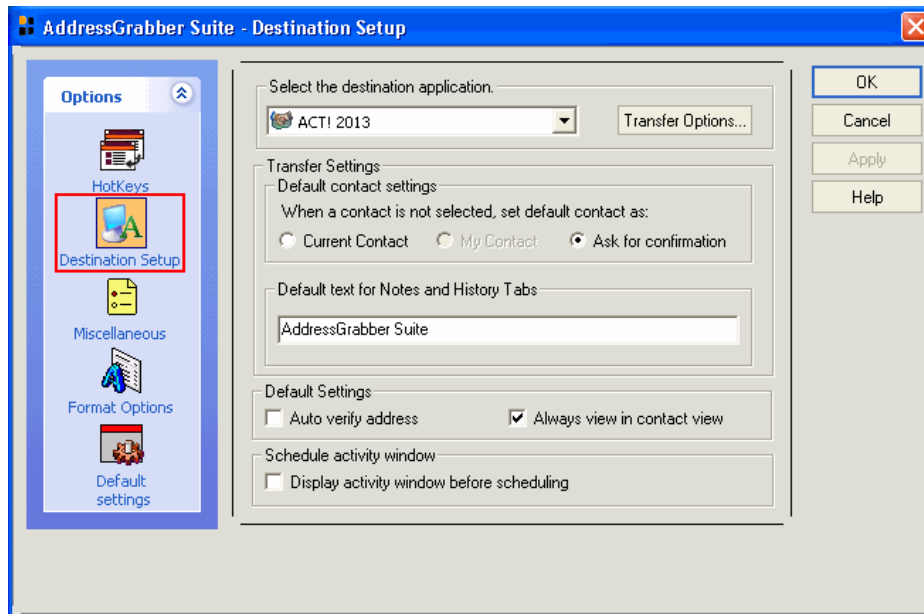 AddressGrabber Suite - Destination Setup
Options
HotKeys
Destination Setup
Miscellaneous
Format Options
Default
settings
Select the destination application.
ACT! 2013
Transfer Options...
Transfer Settings
Default contact settings
When a contact is not selected, set default contact as:
Current Contact
My Contact
Ask for confirmation
Default text for Notes and History Tabs
AddressGrabber Suite
Default Settings
Auto verify address
Always view in contact view
Schedule activity window
Display activity window before scheduling
OK
Cancel
Apply
Help